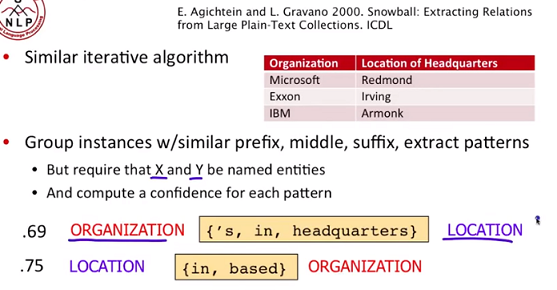 NLP
E. Agichtein and L. Gravano 2000. Snowball: Extracting Relations
from Large Plain-Text Collections. ICDL
• Similar iterative algorithm
Organization Location of Headquarters
Microsoft Redmond
Exxon Irving
IBM Armonk
• Group instances w/similar prefix, middle, suffix, extract patterns
• But require that X and Y be named entities
• And compute a confidence for each pattern
.69 ORGANIZATION {'s, in, headquarters} LOCATION
.75 LOCATION {in, based} ORGANIZATION